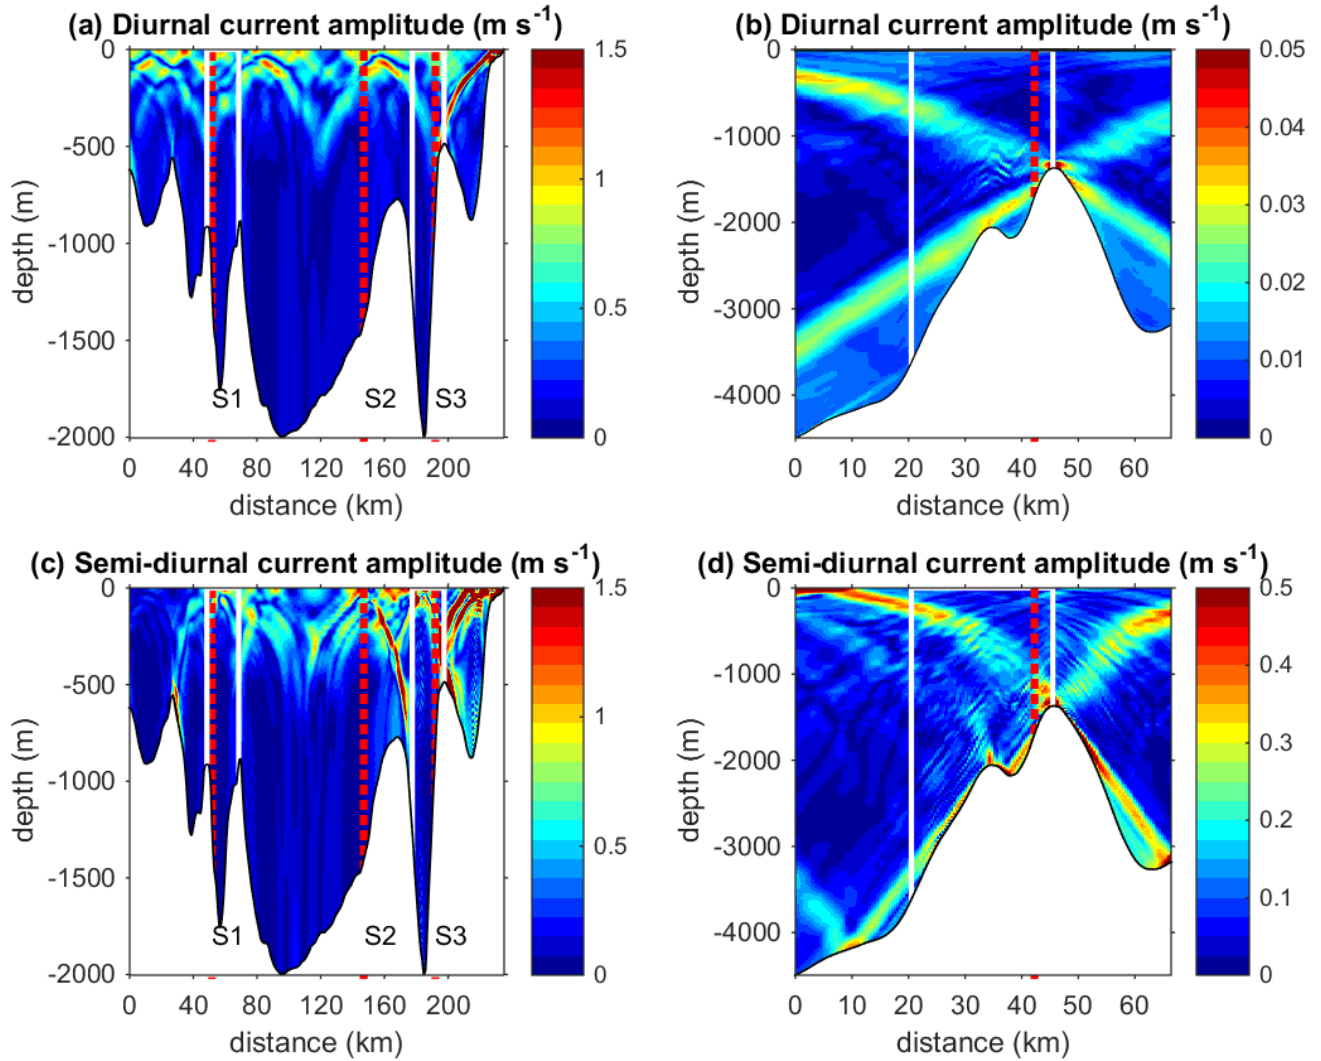 (a) Diurnal current amplitude (m s-1)
(b) Diurnal current amplitude (m s-1)
0
-500
-1000
-1500
-2000
depth (m)
S1 S2 S3
0 40 80 120 160 200
distance (km)
1.5
1
0.5
0
0
-1000
-2000
-3000
-4000
depth (m)
0 10 20 30 40 50 60
distance (km)
0.05
0.04
0.03
0.02
0.01
0
(c) Semi-diurnal current amplitude (m s-1)
(d) Semi-diurnal current amplitude (m s-1)
0
-500
-1000
-1500
-2000
depth (m)
S1 S2 S3
0 40 80 120 160 200
distance (km)
1.5
1
0.5
0
0
-1000
-2000
-3000
-4000
depth (m)
0 10 20 30 40 50 60
distance (km)
0.5
0.4
0.3
0.2
0.1
0